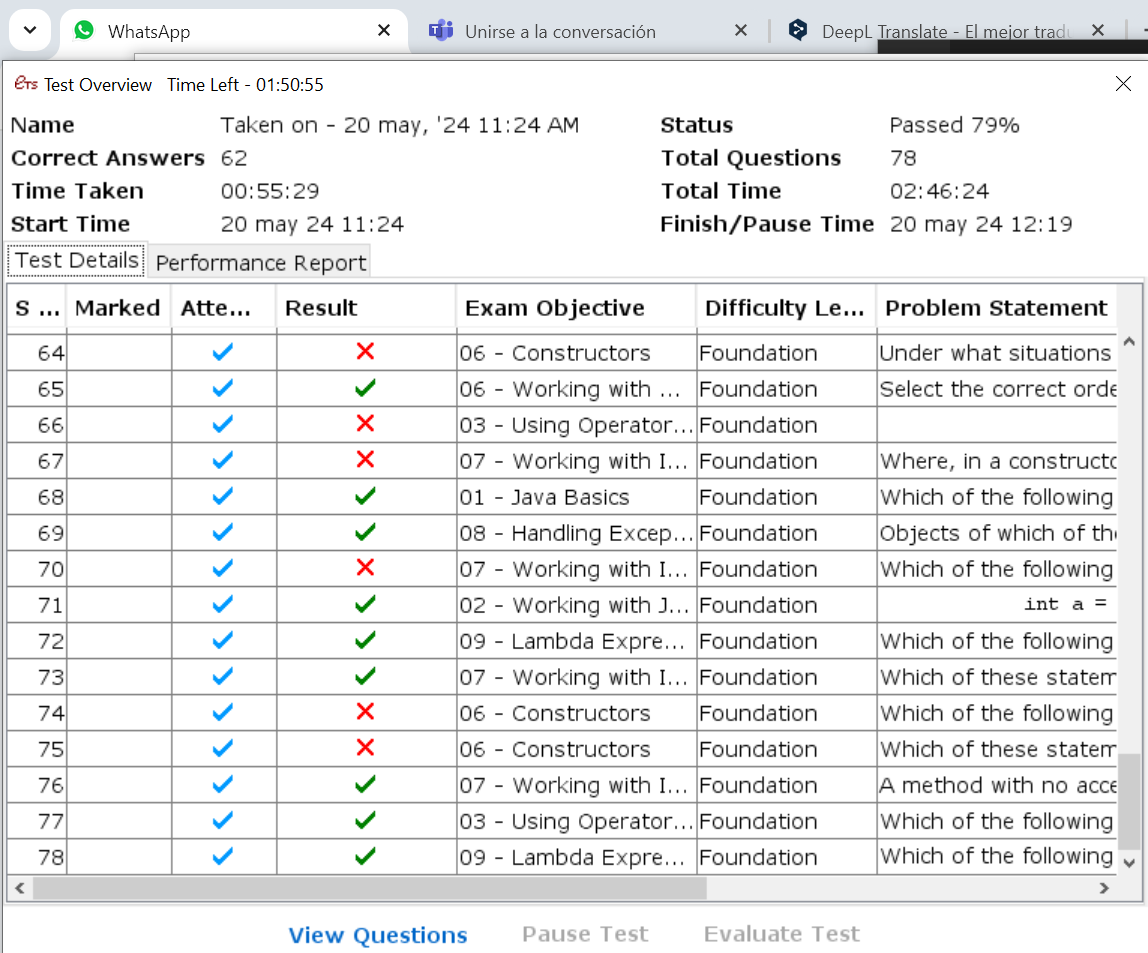 WhatsApp Unirse a la conversación DeepL Translate - El mejor tradu
eTS Test Overview Time Left - 01:50:55
Name Taken on - 20 may, '24 11:24 AM Status Passed 79%
Correct Answers 62 Total Questions 78
Time Taken 00:55:29 Total Time 02:46:24
Start Time 20 may 24 11:24 Finish/Pause Time 20 may 24 12:19
Test Details Performance Report
S ... Marked Atte... Result Exam Objective Difficulty Le... Problem Statement
64 06 - Constructors Foundation Under what situations
65 06 - Working with ... Foundation Select the correct orde
66 03 - Using Operator... Foundation
67 07 - Working with I... Foundation Where, in a constructo
68 01 - Java Basics Foundation Which of the following
69 08 - Handling Excep... Foundation Objects of which of the
70 07 - Working with I... Foundation Which of the following
71 02 - Working with J... Foundation int a =
72 09 - Lambda Expre... Foundation Which of the following
73 07 - Working with I... Foundation Which of these statem
74 06 - Constructors Foundation Which of the following
75 06 - Constructors Foundation Which of these statem
76 07 - Working with I... Foundation A method with no acce
77 03 - Using Operator... Foundation Which of the following
78 09 - Lambda Expre... Foundation Which of the following
View Questions Pause Test Evaluate Test